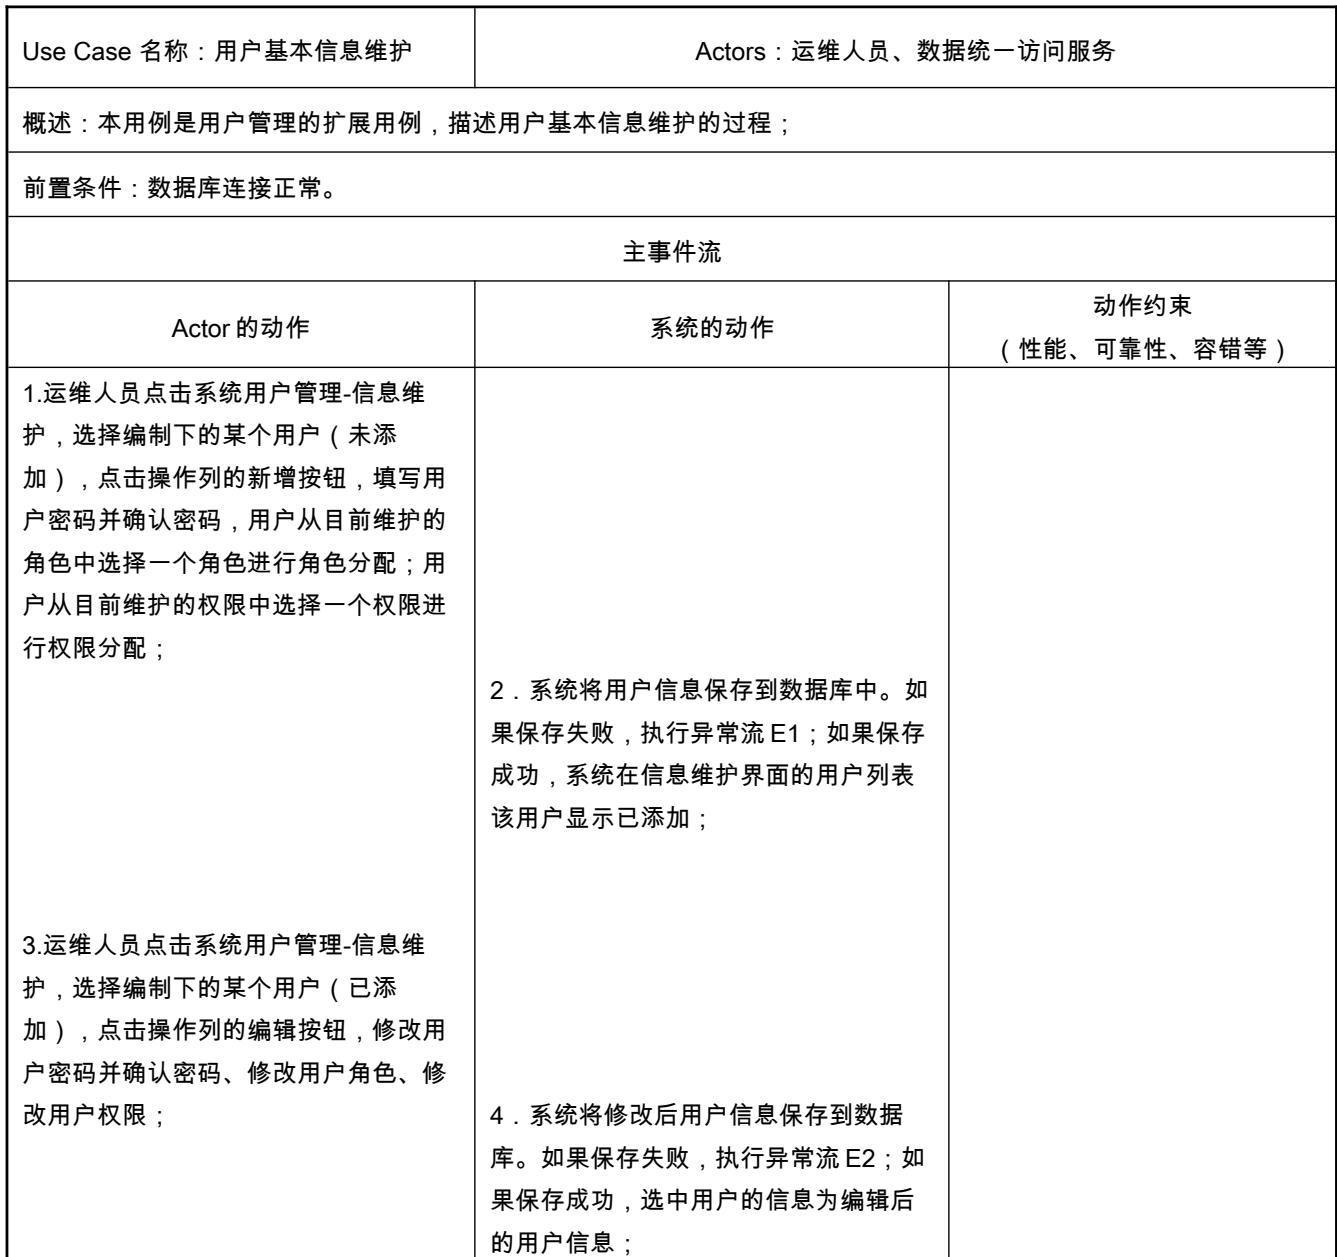 Use Case 名称：用户基本信息维护
Actors：运维人员、数据统一访问服务
概述：本用例是用户管理的扩展用例，描述用户基本信息维护的过程；
前置条件：数据库连接正常。
主事件流
Actor 的动作
系统的动作
动作约束
（性能、可靠性、容错等）
1.运维人员点击系统用户管理-信息维
护，选择编制下的某个用户（未添
加），点击操作列的新增按钮，填写用
户密码并确认密码，用户从目前维护的
角色中选择一个角色进行角色分配；用
户从目前维护的权限中选择一个权限进
行权限分配；
2．系统将用户信息保存到数据库中。如
果保存失败，执行异常流 E1；如果保存
成功，系统在信息维护界面的用户列表
该用户显示已添加；
3.运维人员点击系统用户管理-信息维
护，选择编制下的某个用户（已添
加），点击操作列的编辑按钮，修改用
户密码并确认密码、修改用户角色、修
改用户权限；
4．系统将修改后用户信息保存到数据
库。如果保存失败，执行异常流 E2；如
果保存成功，选中用户的信息为编辑后
的用户信息；